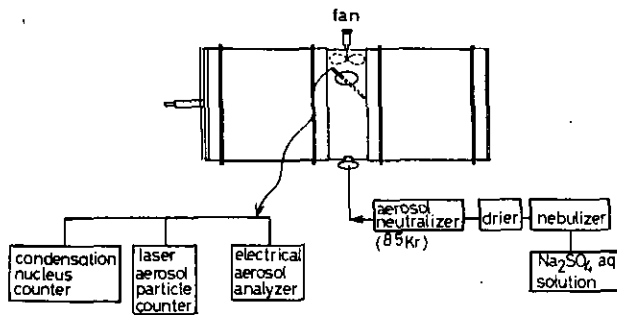 fan
aerosol
neutralizer
(85Kr)
drier
nebulizer
Na2SO4 aq
solution
condensation
nucleus
counter
laser
aerosol
particle
counter
electrical
aerosol
analyzer